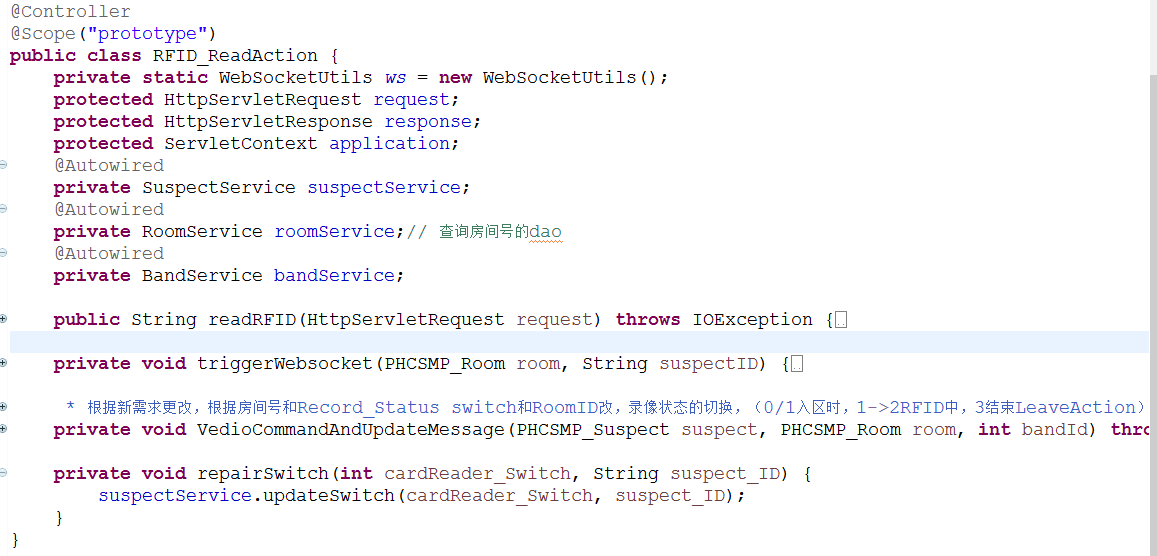 @Controller
@Scope("prototype")
public class RFID_ReadAction {
private static WebSocketUtils ws = new WebSocketUtils();
protected HttpServletRequest request;
protected HttpServletResponse response;
protected ServletContext application;
@Autowired
private SuspectService suspectService;
@Autowired
private RoomService roomService;// 查询房间号的dao
@Autowired
private BandService bandService;
public String readRFID(HttpServletRequest request) throws IOException {
private void triggerWebsocket(PHCSMP_Room room, String suspectID) {
* 根据新需求更改，根据房间号和Record_Status switch和RoomID改，录像状态的切换，（0/1入区时，1->2RFID中，3结束LeaveAction）
private void VedioCommandAndUpdateMessage(PHCSMP_Suspect suspect, PHCSMP_Room room, int bandId) thro
private void repairSwitch(int cardReader_Switch, String suspect_ID) {
suspectService.updateSwitch(cardReader_Switch, suspect_ID);
}
}